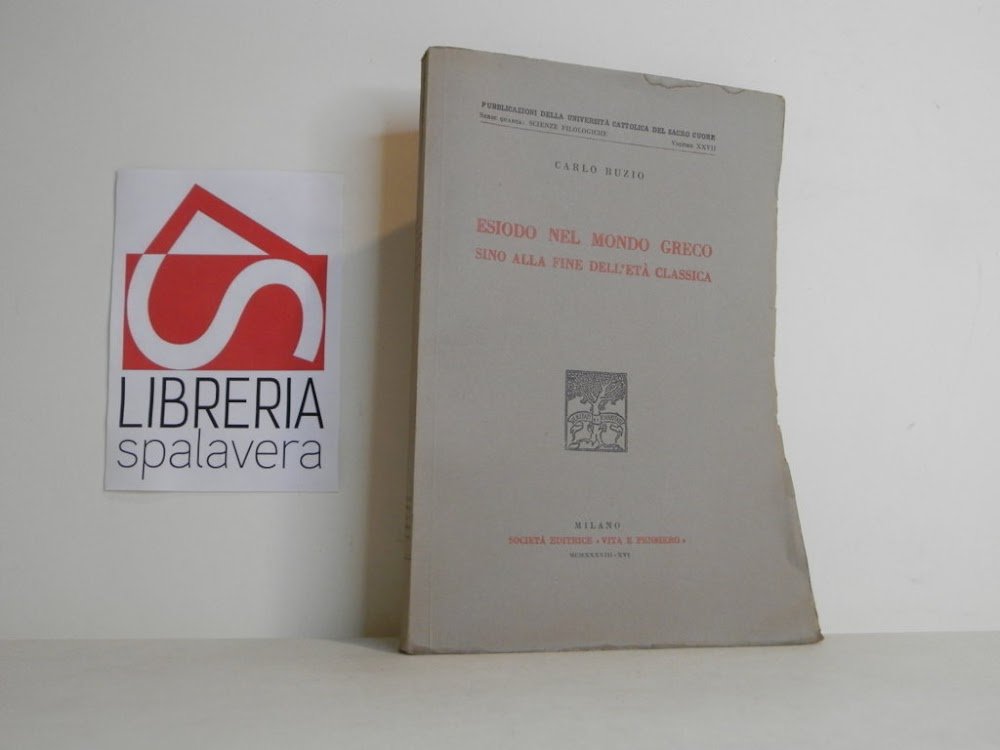 LIBRERIA
spalavera
PUBBLICAZIONI DELLA UNIVERSITÀ CATTOLICA DEL SACRO CUORE
SERIE QUARTA: SCIENZE FILOLOGICHE VOLUME XXVII
CARLO BUZIO
ESIODO NEL MONDO GRECO
SINO ALLA FINE DELL'ETÀ CLASSICA
MILANO
SOCIETÀ EDITRICE «VITA E PENSIERO»
MCMXXXVIII-XVI